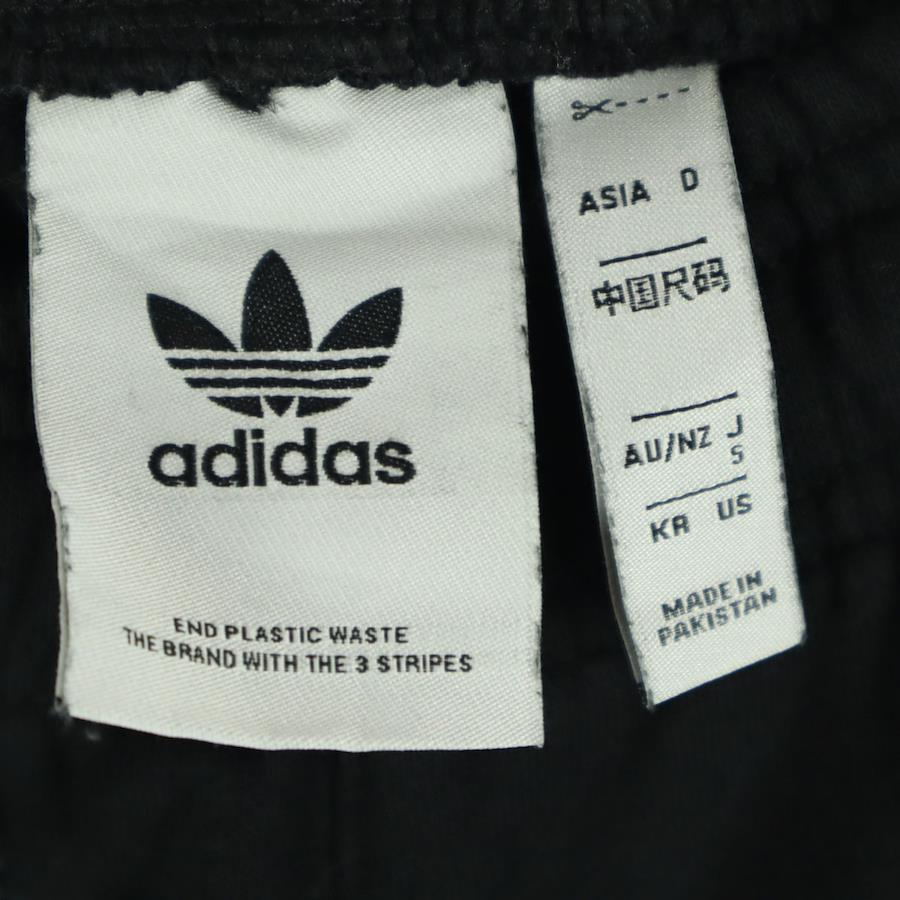 adidas
END PLASTIC WASTE
THE BRAND WITH THE 3 STRIPES
ASIA D
中国尺码
AU/NZ J
S
KR US
MADE IN
PAKISTAN